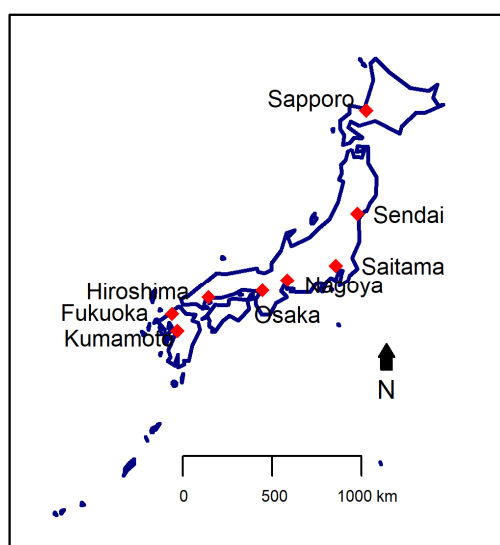 Sapporo
Sendai
Saitama
Nagoya
Hiroshima
Osaka
Fukuoka
Kumamoto
N
0 500 1000 km